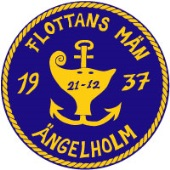 FLOTTANS MÄN
19 37
21-12
ÄNGELHOLM